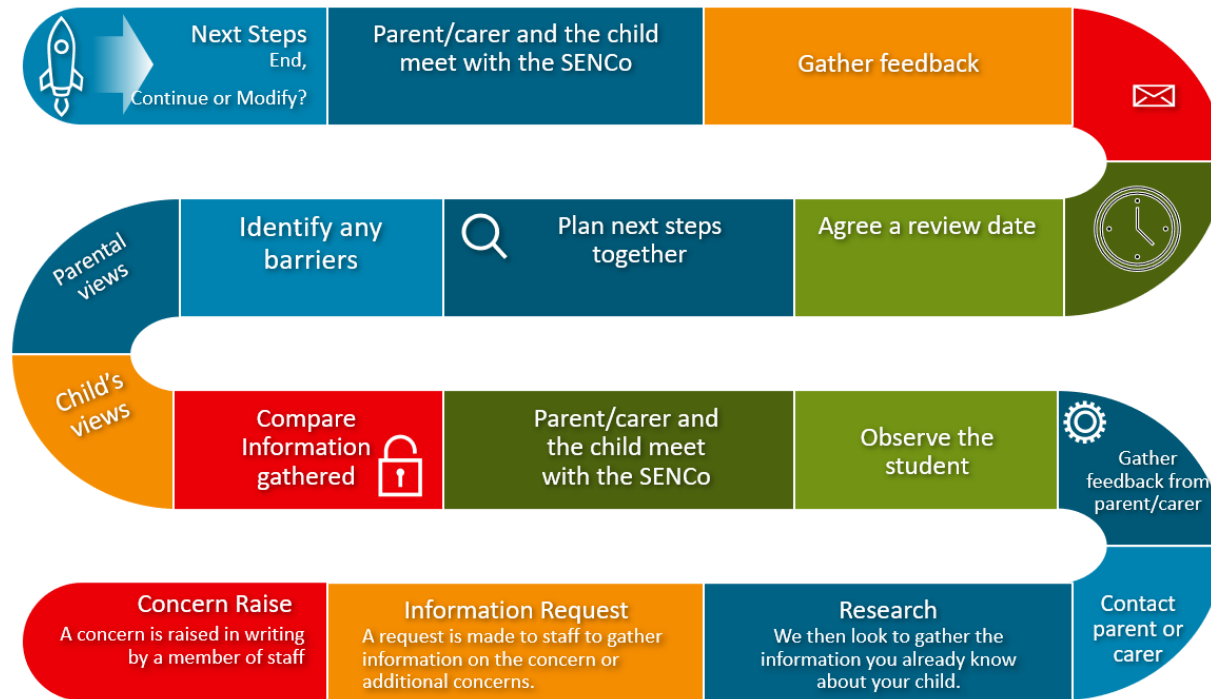 Next Steps
End,
Continue or Modify?
Parent/carer and the child
meet with the SENCo
Gather feedback
Parental
views
Identify any
barriers
Plan next steps
together
Agree a review date
Child's
views
Compare
Information
gathered
Parent/carer and
the child meet
with the SENCo
Observe the
student
Gather
feedback from
parent/carer
Concern Raise
A concern is raised in writing
by a member of staff
Information Request
A request is made to staff to gather
information on the concern or
additional concerns.
Research
We then look to gather the
information you already know
about your child.
Contact
parent or
carer